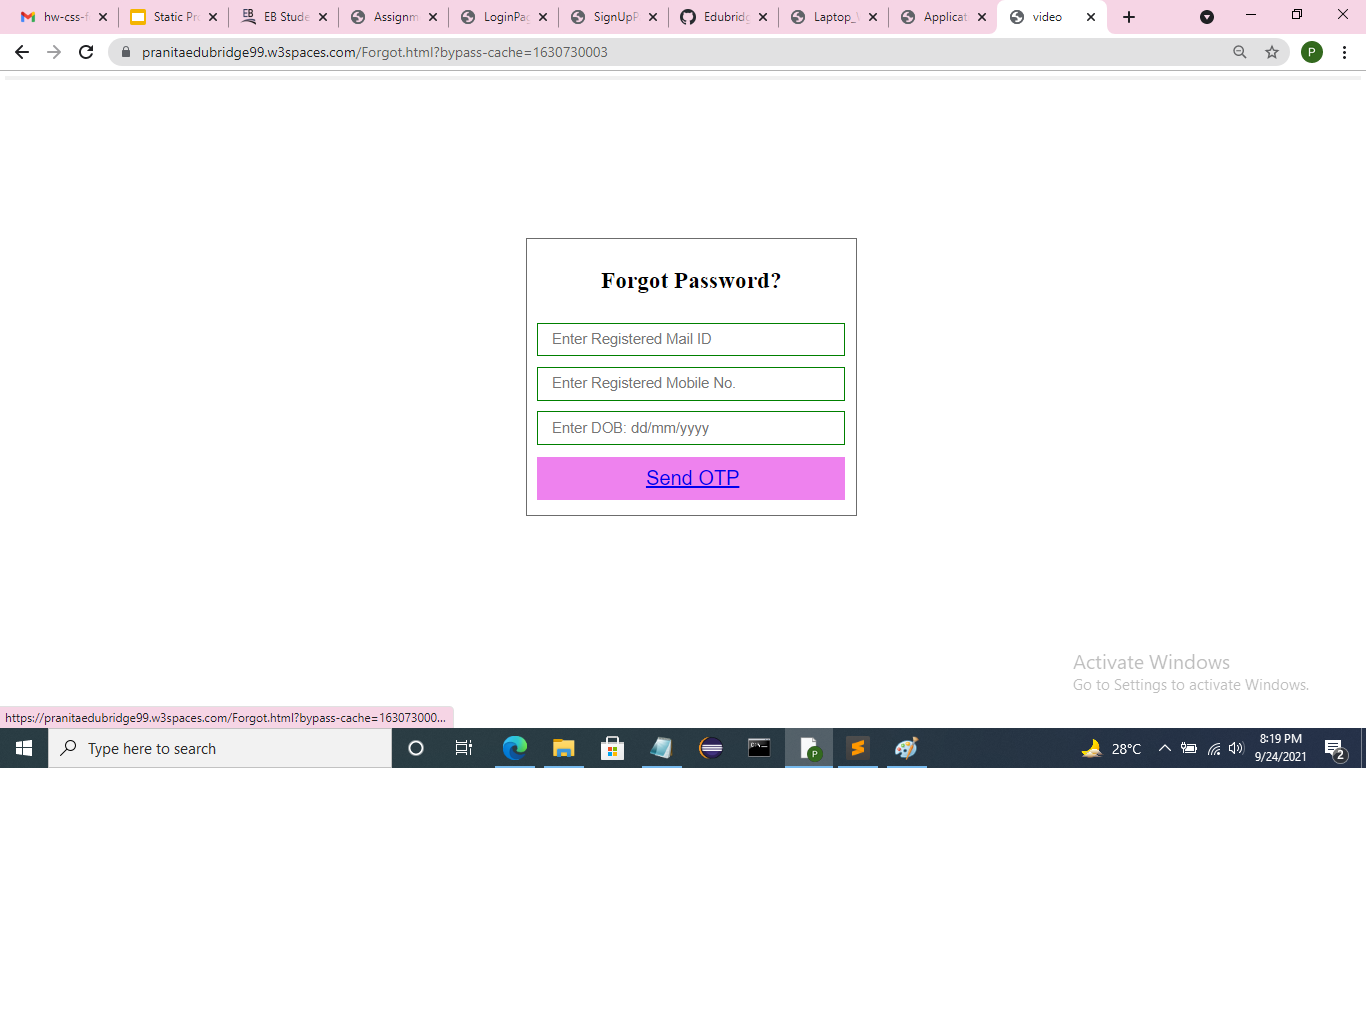 hw-css-f
Static Pr
EB Stude
Assignm
LoginPag
SignUpP
Edubridg
Laptop_
Applicat
video
pranitaedubridge99.w3spaces.com/Forgot.html?bypass-cache=1630730003
P
Forgot Password?
Enter Registered Mail ID
Enter Registered Mobile No.
Enter DOB: dd/mm/yyyy
Send OTP
Activate Windows
Go to Settings to activate Windows.
https://pranitaedubridge99.w3spaces.com/Forgot.html?bypass-cache=163073000...
Type here to search
P
28°C
8:19 PM
9/24/2021
2